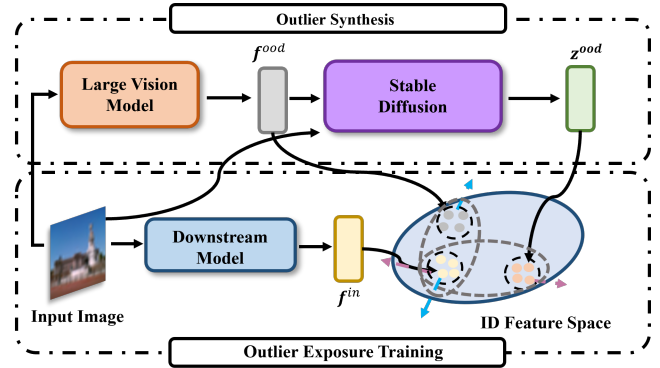 Outlier Synthesis
f^{ood}
z^{ood}
Large Vision
Model
Stable
Diffusion
Downstream
Model
f^{in}
Input Image
ID Feature Space
Outlier Exposure Training